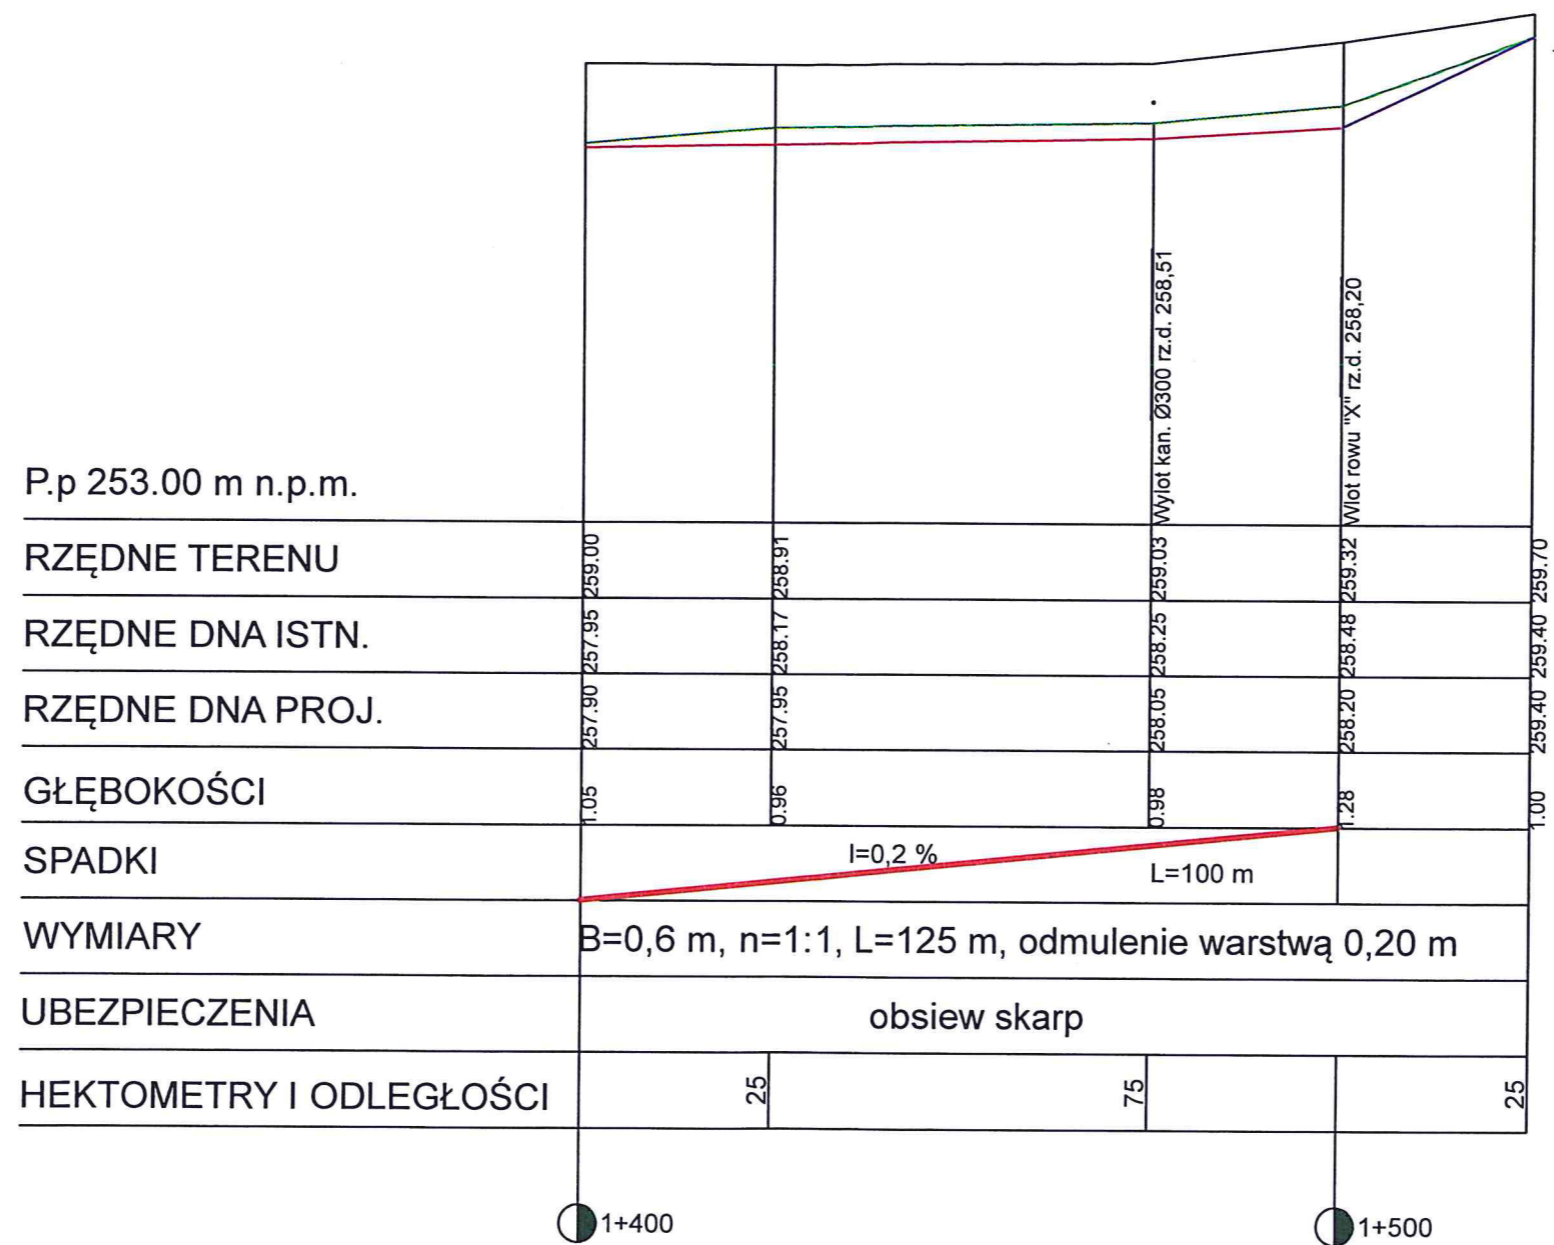 Wylot kan. Ø300 rz.d. 258,51
Wlot rowu "X" rz.d. 258,20
P.p 253.00 m n.p.m.
RZĘDNE TERENU 259.00 258.91 259.03 259.32 259.70
RZĘDNE DNA ISTN. 257.95 258.17 258.25 258.48 259.40
RZĘDNE DNA PROJ. 257.90 257.95 258.05 258.20 259.40
GŁĘBOKOŚCI 1.05 0.96 0.98 1.28 1.00
SPADKI I=0,2 % L=100 m
WYMIARY B=0,6 m, n=1:1, L=125 m, odmulenie warstwą 0,20 m
UBEZPIECZENIA obsiew skarp
HEKTOMETRY I ODLEGŁOŚCI 25 75 25
1+400 1+500